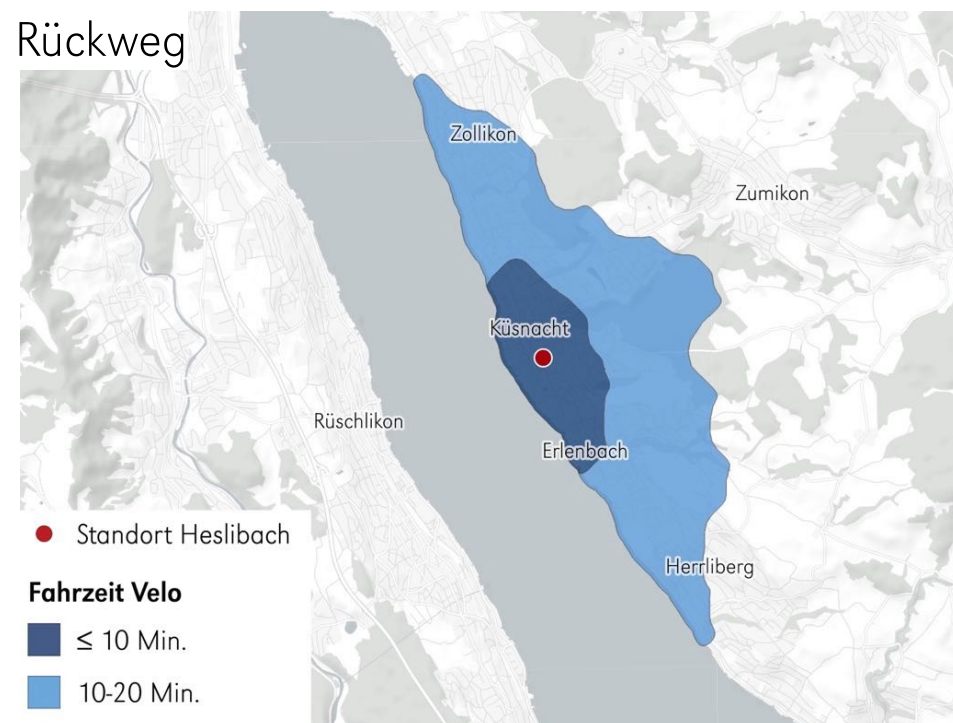 Rückweg
Zollikon
Zumikon
Küsnacht
Rüschlikon
Erlenbach
Herrliberg
Standort Heslibach
Fahrzeit Velo
≤ 10 Min.
10-20 Min.